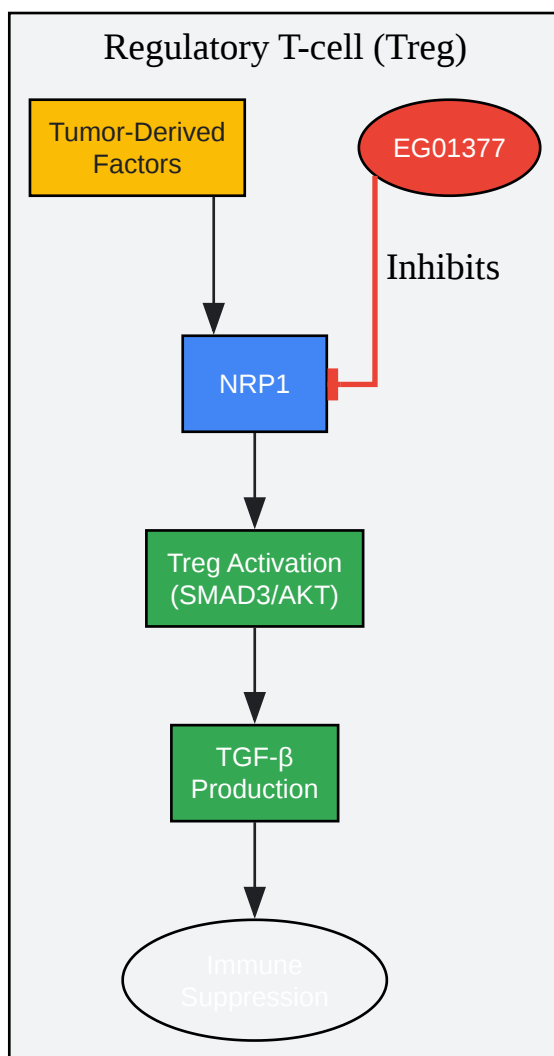 Regulatory T-cell (Treg)
Tumor-Derived
Factors
EG01377
Inhibits
NRP1
Treg Activation
(SMAD3/AKT)
TGF-β
Production
Immune
Suppression